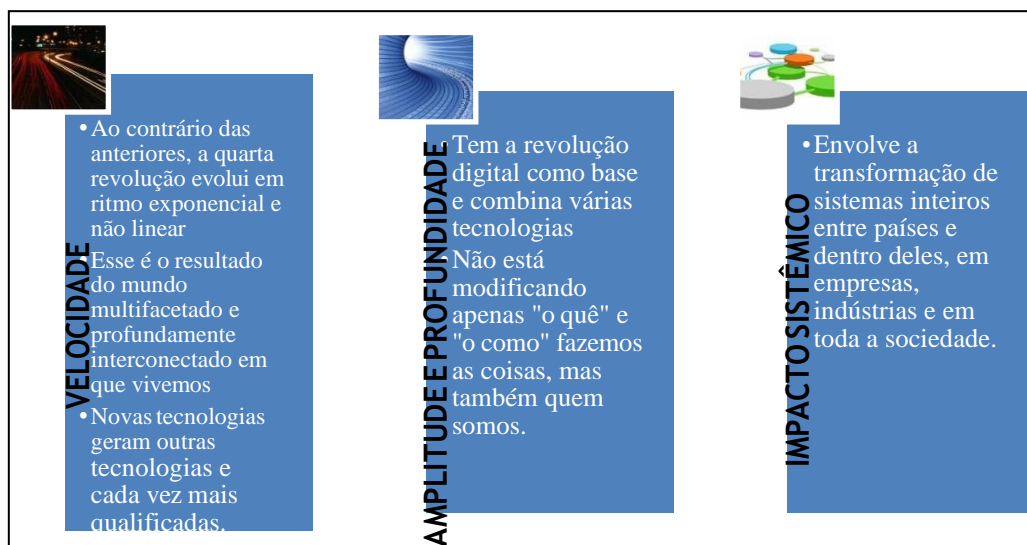 VELOCIDADE
•Ao contrário das
anteriores, a quarta
revolução evolui em
ritmo exponencial e
não linear
•Esse é o resultado
do mundo
multifacetado e
profundamente
interconectado em
que vivemos
•Novas tecnologias
geram outras
tecnologias e
cada vez mais
qualificadas.
AMPLITUDE E PROFUNDIDADE
•Tem a revolução
digital como base
e combina várias
tecnologias
•Não está
modificando
apenas "o quê" e
"o como" fazemos
as coisas, mas
também quem
somos.
IMPACTO SISTÊMICO
•Envolve a
transformação de
sistemas inteiros
entre países e
dentro deles, em
empresas,
indústrias e em
toda a sociedade.